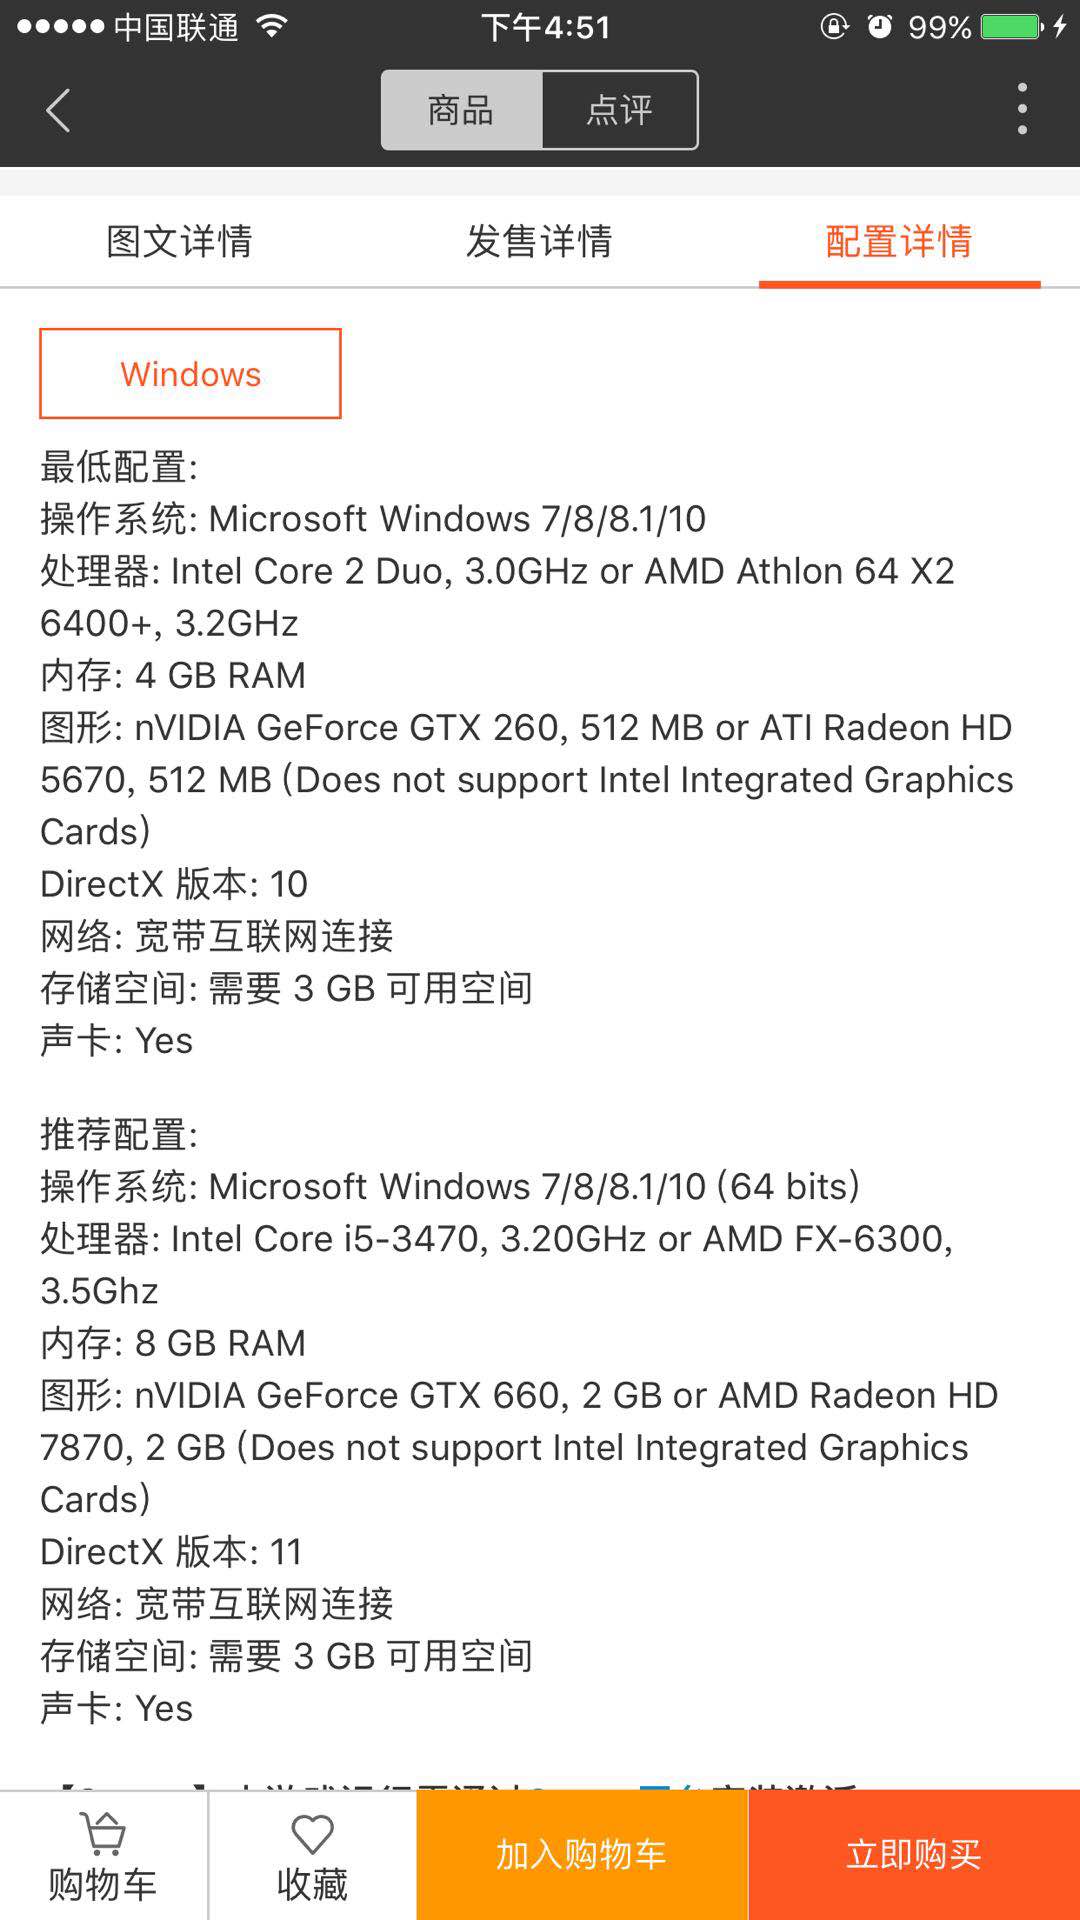 中国联通 下午4:51 99%
商品 点评
图文详情 发售详情 配置详情
Windows
最低配置:
操作系统: Microsoft Windows 7/8/8.1/10
处理器: Intel Core 2 Duo, 3.0GHz or AMD Athlon 64 X2
6400+, 3.2GHz
内存: 4 GB RAM
图形: nVIDIA GeForce GTX 260, 512 MB or ATI Radeon HD
5670, 512 MB (Does not support Intel Integrated Graphics
Cards)
DirectX 版本: 10
网络: 宽带互联网连接
存储空间: 需要 3 GB 可用空间
声卡: Yes
推荐配置:
操作系统: Microsoft Windows 7/8/8.1/10 (64 bits)
处理器: Intel Core i5-3470, 3.20GHz or AMD FX-6300,
3.5Ghz
内存: 8 GB RAM
图形: nVIDIA GeForce GTX 660, 2 GB or AMD Radeon HD
7870, 2 GB (Does not support Intel Integrated Graphics
Cards)
DirectX 版本: 11
网络: 宽带互联网连接
存储空间: 需要 3 GB 可用空间
声卡: Yes
购物车 收藏 加入购物车 立即购买